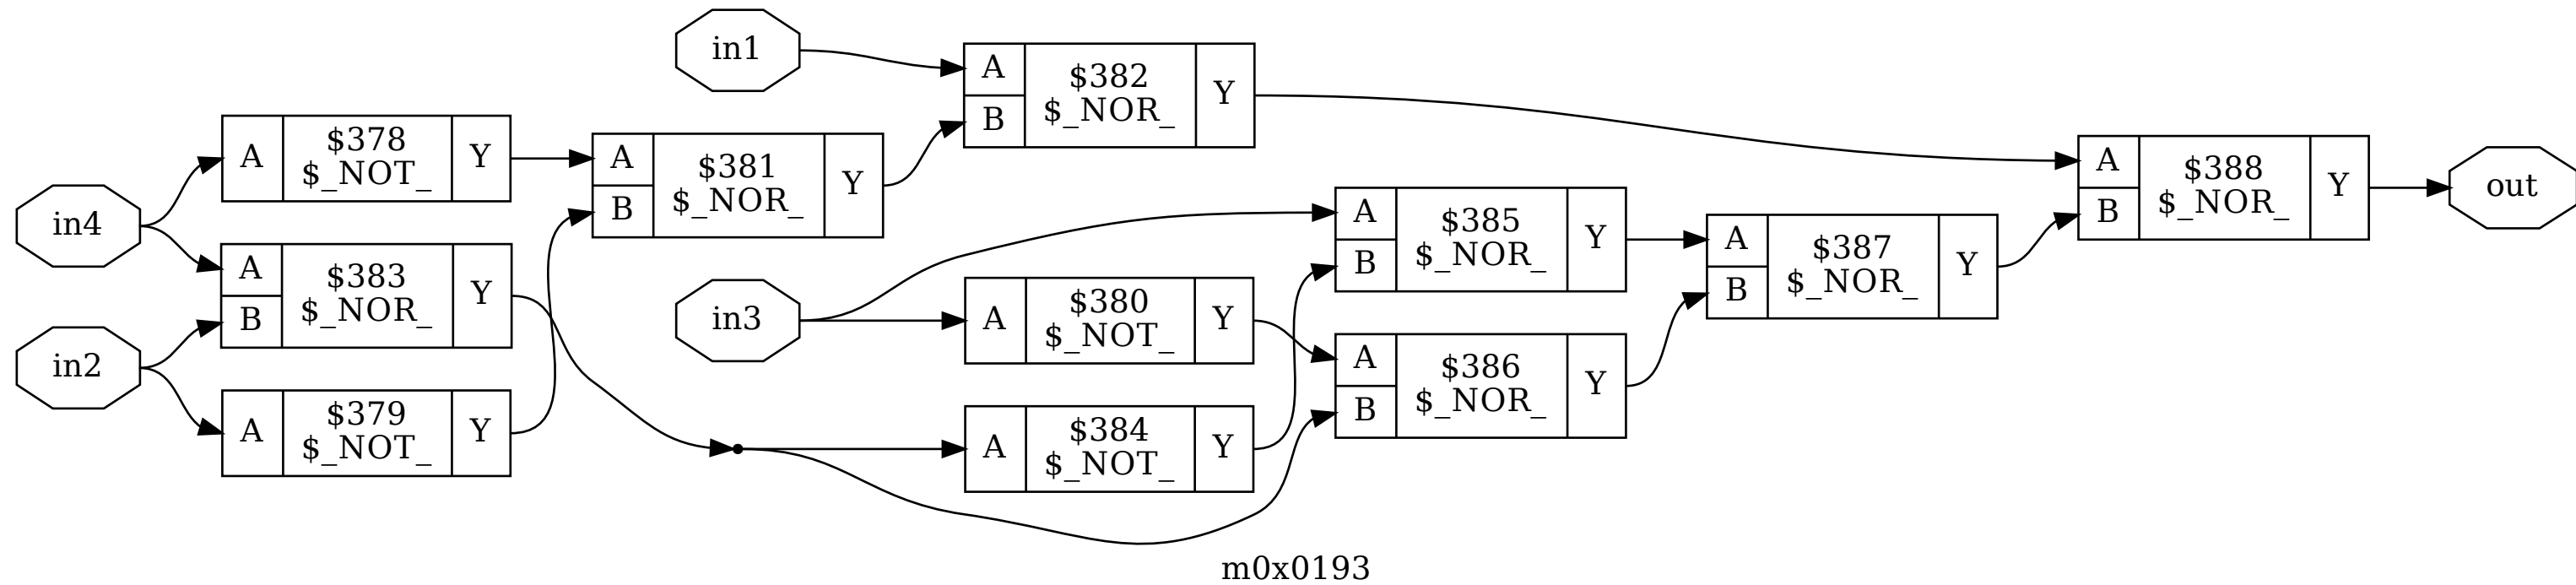 in1
A
B
$382
$_NOR_
Y
A
$378
$_NOT_
Y
A
B
$381
$_NOR_
Y
A
B
$388
$_NOR_
Y
out
in4
A
B
$385
$_NOR_
Y
A
B
$387
$_NOR_
Y
A
B
$383
$_NOR_
Y
in3
A
$380
$_NOT_
Y
in2
A
B
$386
$_NOR_
Y
A
$379
$_NOT_
Y
A
$384
$_NOT_
Y
m0x0193